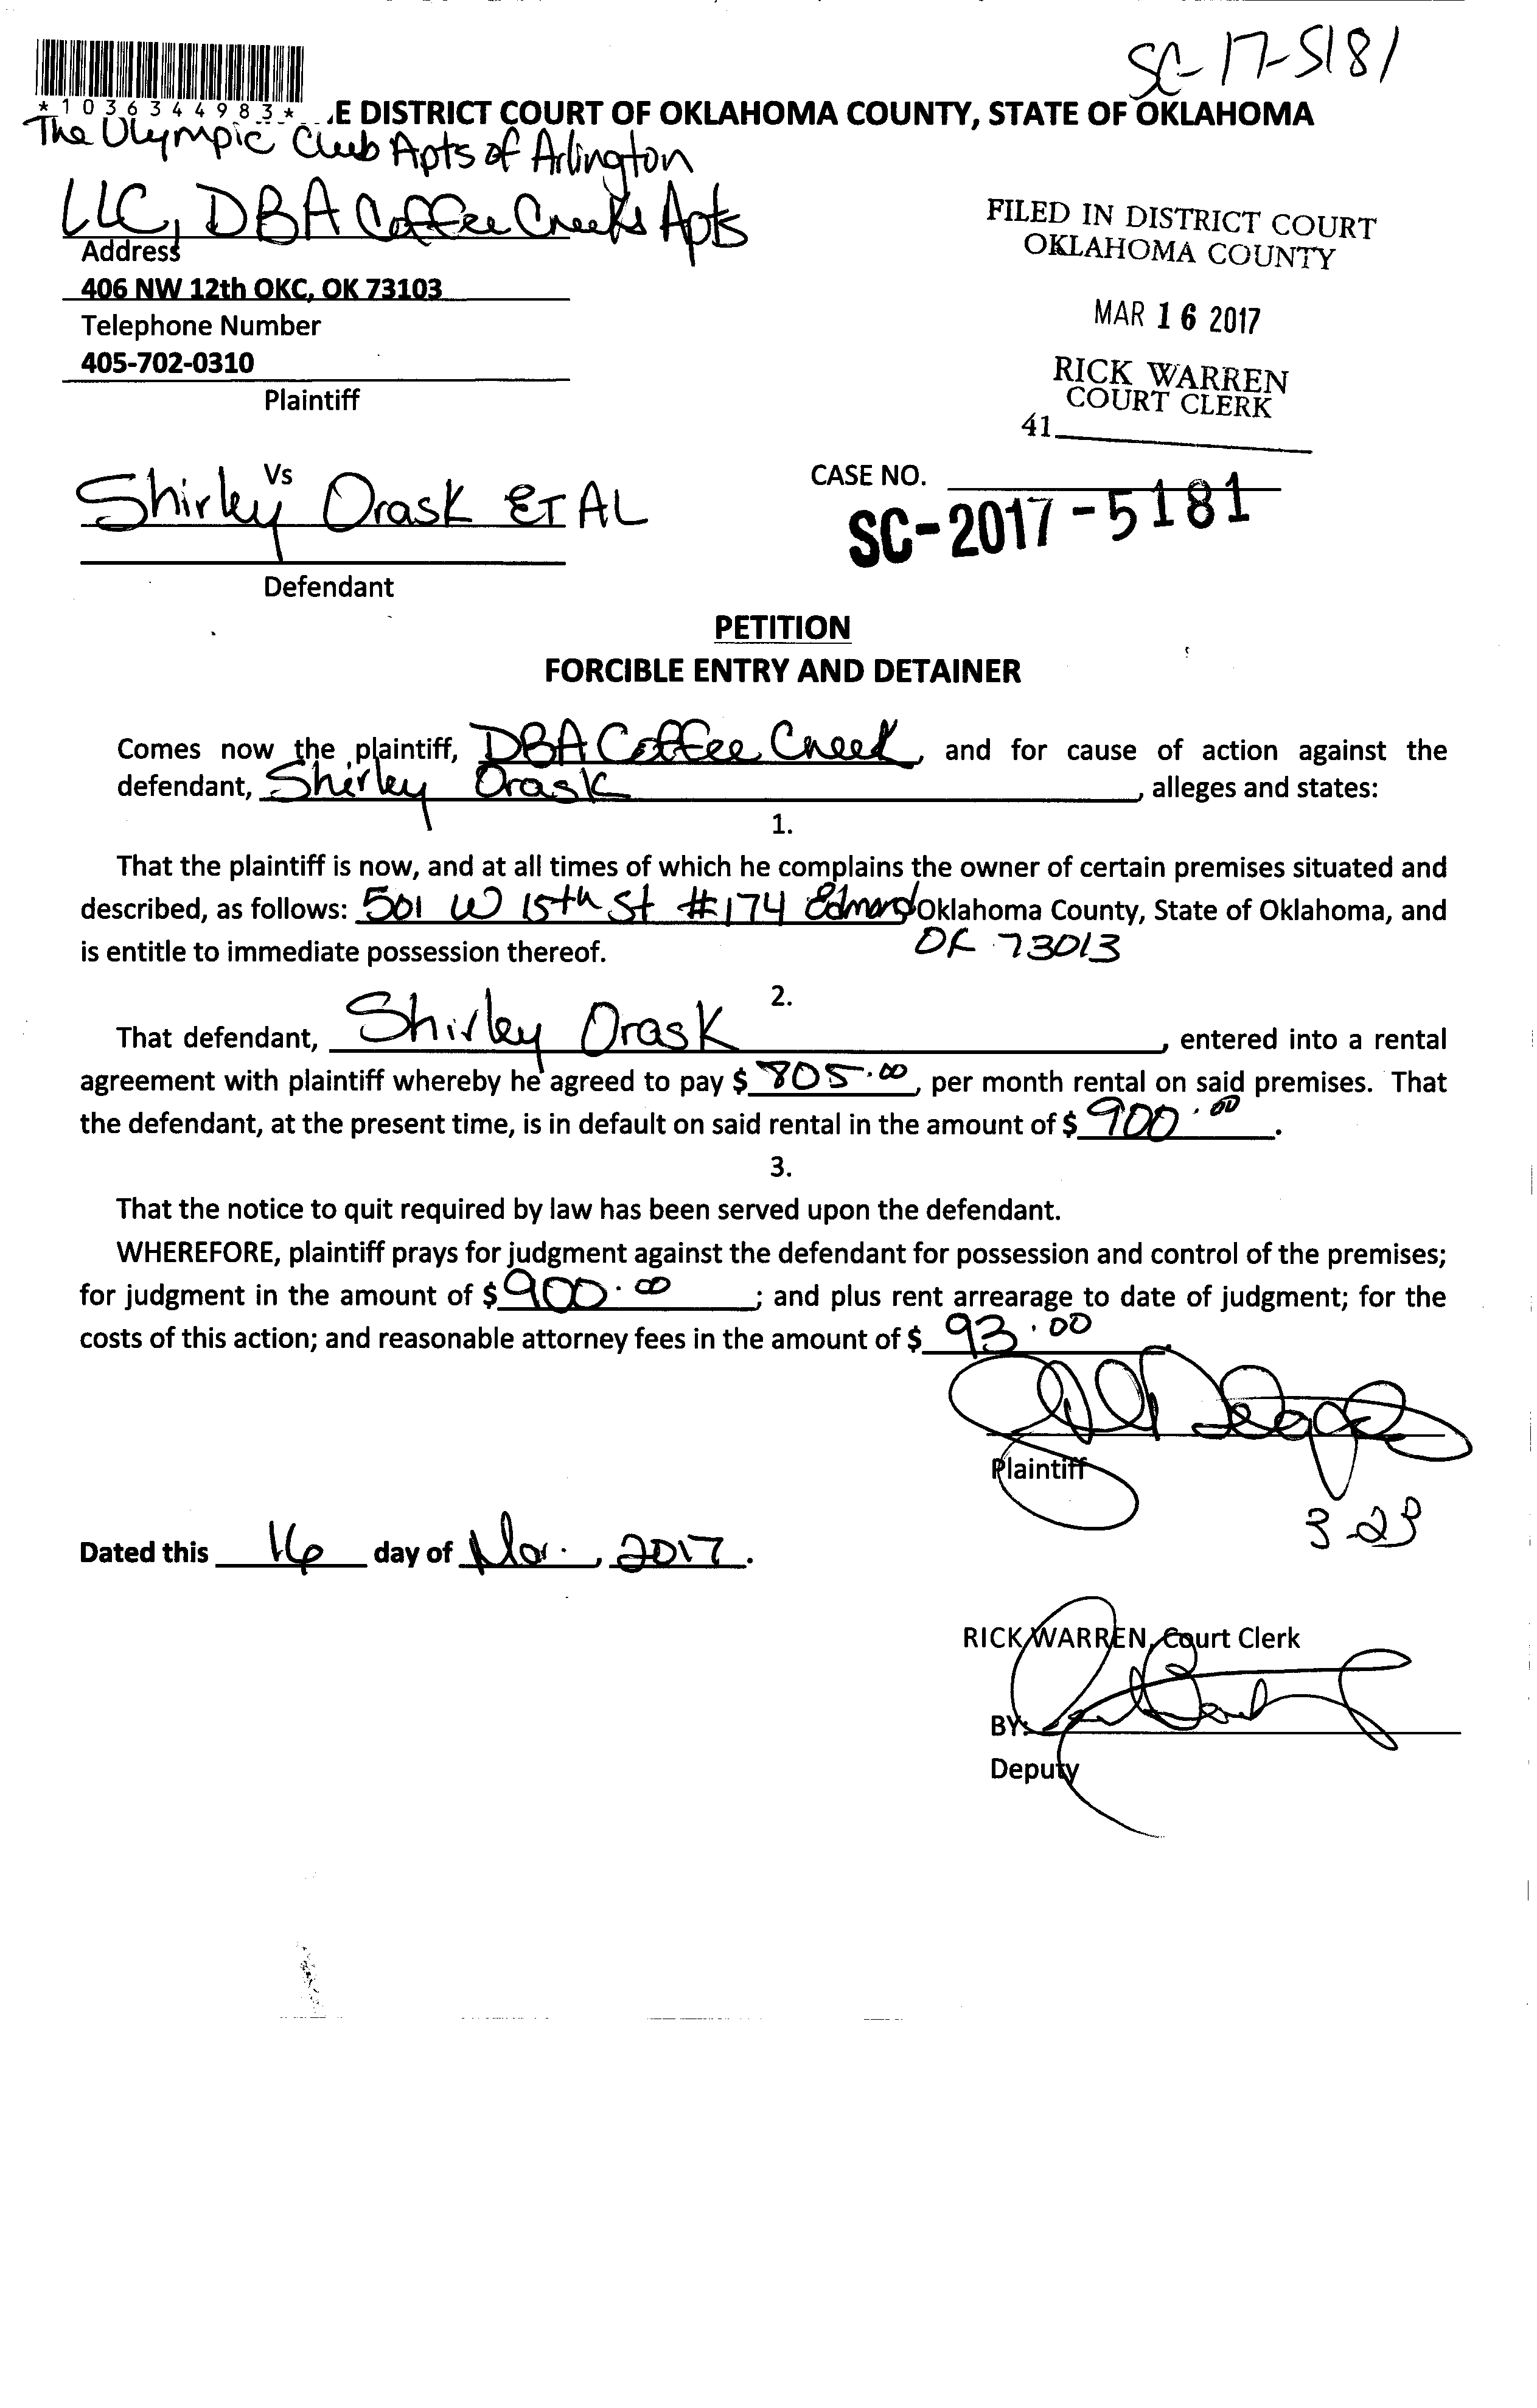 SC-17-5181
*1036344983*
E DISTRICT COURT OF OKLAHOMA COUNTY, STATE OF OKLAHOMA
The Olympic Club Apts of Arlington
LLC, DBA Coffee Creeks Apts
Address
406 NW 12th OKC, OK 73103
Telephone Number
405-702-0310
Plaintiff
FILED IN DISTRICT COURT
OKLAHOMA COUNTY
MAR 16 2017
RICK WARREN
COURT CLERK
41
Vs
Shirley Orask ET AL
Defendant
CASE NO.
SC-2017-5181
PETITION
FORCIBLE ENTRY AND DETAINER
Comes now the plaintiff, DBA Coffee Creek, and for cause of action against the
defendant, Shirley Orask, alleges and states:
1.
That the plaintiff is now, and at all times of which he complains the owner of certain premises situated and
described, as follows: 501 W 15th St #174 Edmond Oklahoma County, State of Oklahoma, and
OK 73013
is entitle to immediate possession thereof.
2.
That defendant, Shirley Orask, entered into a rental
agreement with plaintiff whereby he agreed to pay $ 805.00, per month rental on said premises. That
the defendant, at the present time, is in default on said rental in the amount of $ 900.00.
3.
That the notice to quit required by law has been served upon the defendant.
WHEREFORE, plaintiff prays for judgment against the defendant for possession and control of the premises;
for judgment in the amount of $ 900.00; and plus rent arrearage to date of judgment; for the
costs of this action; and reasonable attorney fees in the amount of $ 93.00.
Plaintiff
3-23
Dated this 16 day of Mar., 2017.
RICK WARREN, Court Clerk
BY:
Deputy